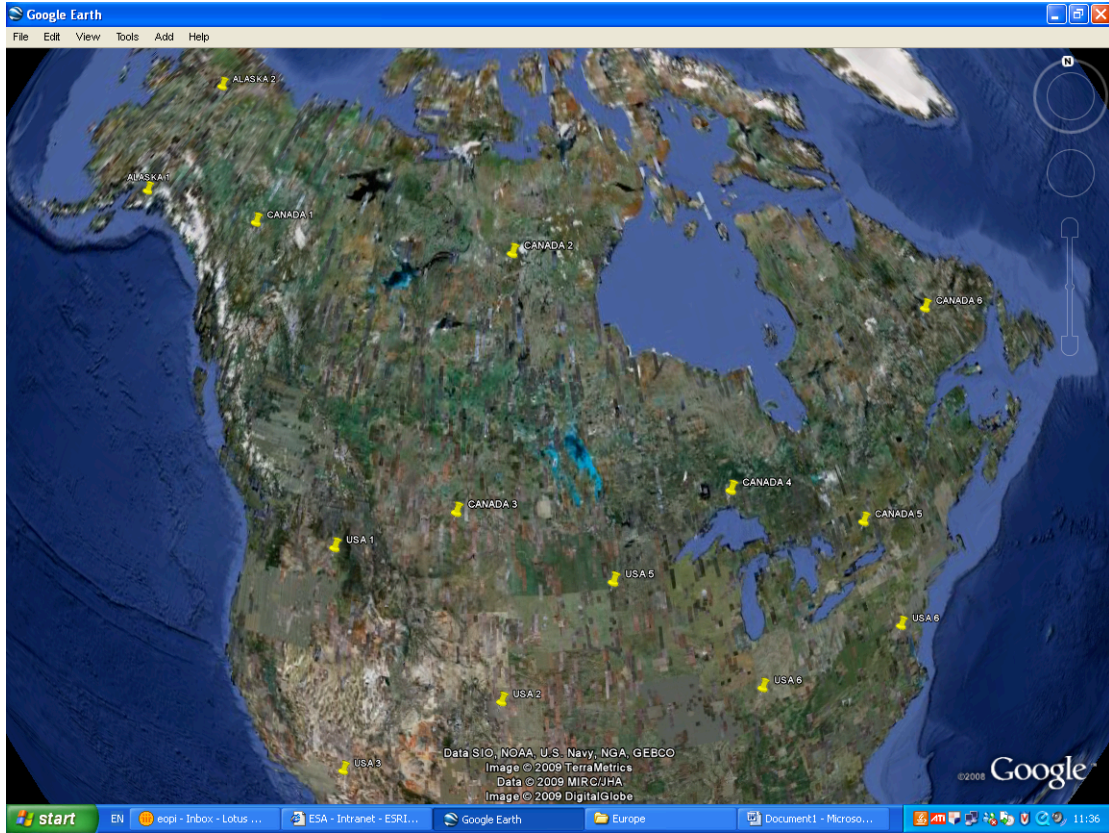 Google Earth
File Edit View Tools Add Help
N
ALASKA 2
ALASKA 1
CANADA 1
CANADA 2
CANADA 6
CANADA 4
CANADA 3
CANADA 5
USA 1
USA 5
USA 6
USA 6
USA 2
USA 3
Data SIO, NOAA, U.S. Navy, NGA, GEBCO
Image © 2009 TerraMetrics
Data © 2009 MIRC/JHA
Image © 2009 DigitalGlobe
©2008 Google
start EN eopi - Inbox - Lotus ... ESA - Intranet - ESRI... Google Earth Europe Document1 - Microso... ATI 11:36